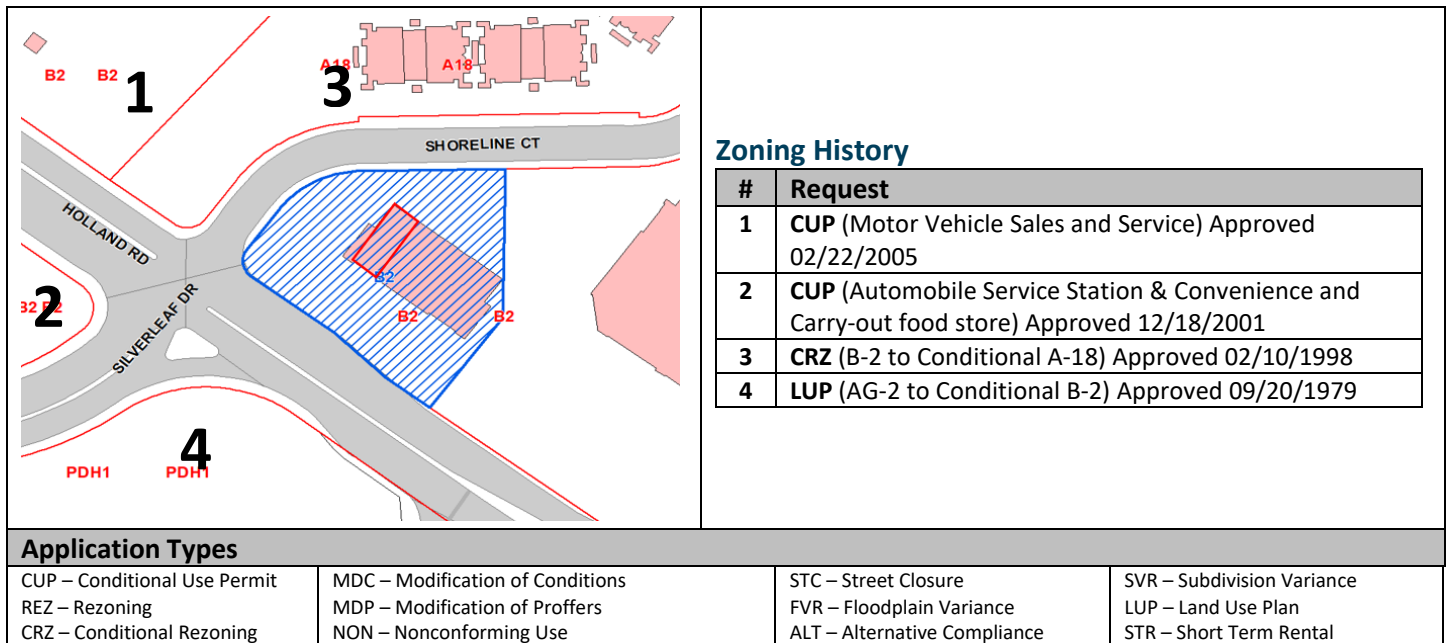 B2 B2 1
A18 A18
3
SHORELINE CT
HOLLAND RD
B2
B2 B2
B2 B2
2
SILVERLEAF DR
4
PDH1 PDH1
Zoning History
# Request
1 CUP (Motor Vehicle Sales and Service) Approved
02/22/2005
2 CUP (Automobile Service Station & Convenience and
Carry-out food store) Approved 12/18/2001
3 CRZ (B-2 to Conditional A-18) Approved 02/10/1998
4 LUP (AG-2 to Conditional B-2) Approved 09/20/1979
Application Types
CUP – Conditional Use Permit
REZ – Rezoning
CRZ – Conditional Rezoning
MDC – Modification of Conditions
MDP – Modification of Proffers
NON – Nonconforming Use
STC – Street Closure
FVR – Floodplain Variance
ALT – Alternative Compliance
SVR – Subdivision Variance
LUP – Land Use Plan
STR – Short Term Rental